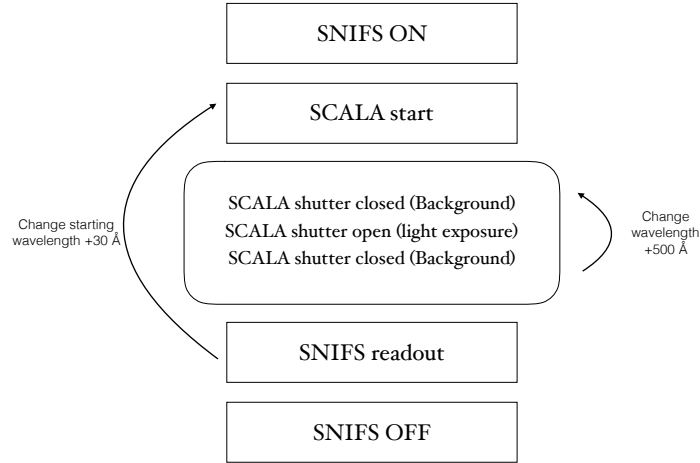 SNIFS ON
SCALA start
SCALA shutter closed (Background)
SCALA shutter open (light exposure)
SCALA shutter closed (Background)
Change starting
wavelength +30 Å
Change
wavelength
+500 Å
SNIFS readout
SNIFS OFF